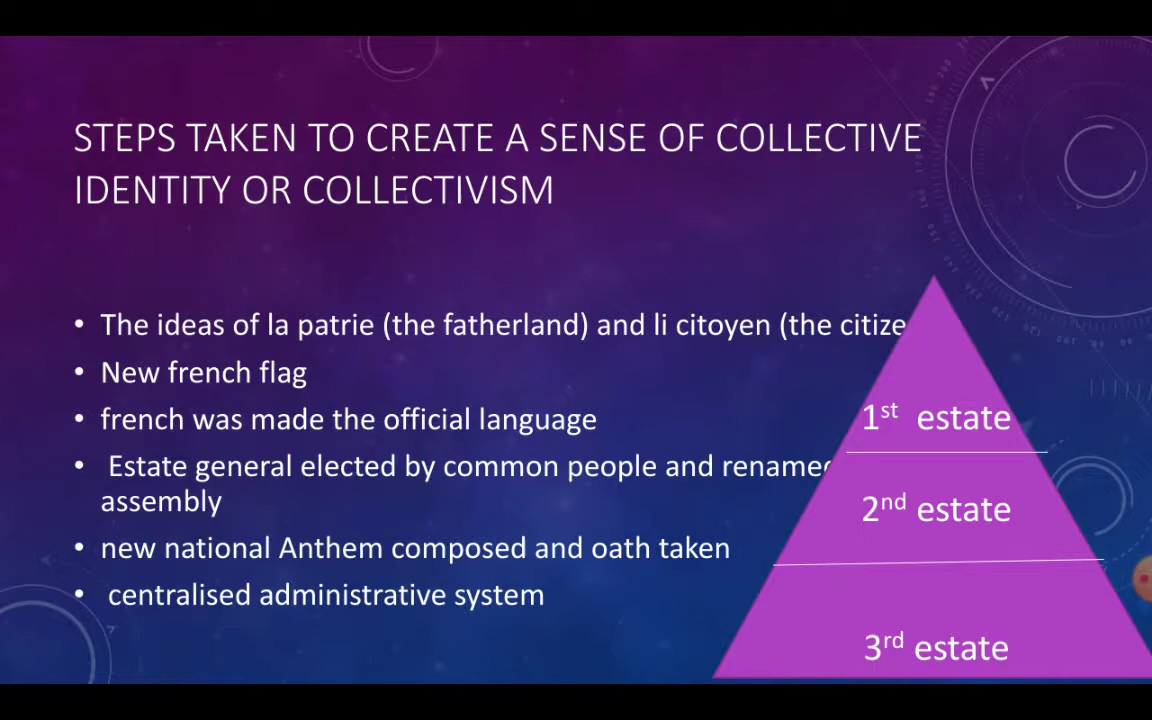 STEPS TAKEN TO CREATE A SENSE OF COLLECTIVE
IDENTITY OR COLLECTIVISM
• The ideas of la patrie (the fatherland) and li citoyen (the citize
• New french flag
• french was made the official language
• Estate general elected by common people and renamed
assembly
• new national Anthem composed and oath taken
• centralised administrative system
1st estate
2nd estate
3rd estate